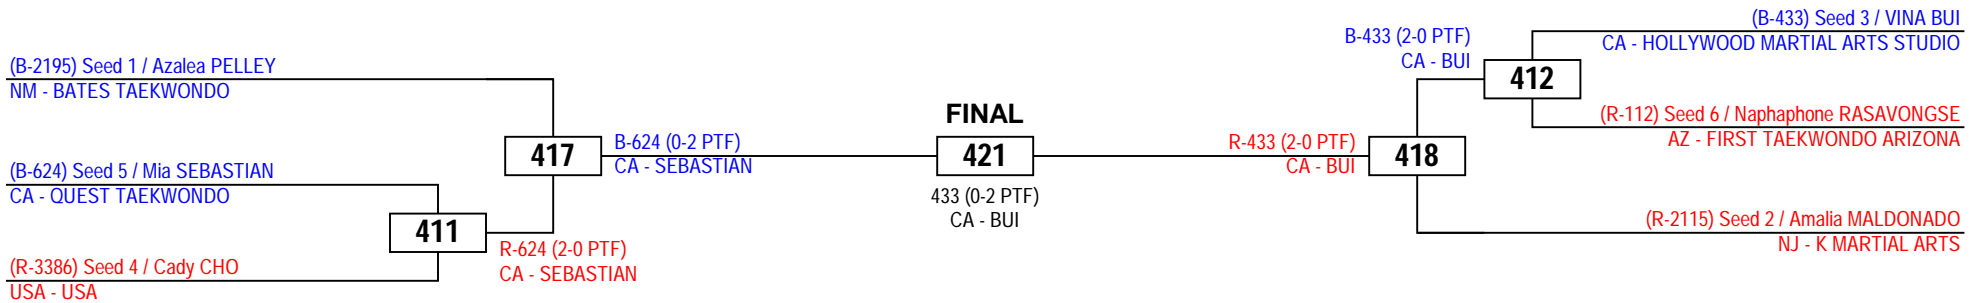 (B-2195) Seed 1 / Azalea PELLEY
NM - BATES TAEKWONDO
(B-624) Seed 5 / Mia SEBASTIAN
CA - QUEST TAEKWONDO
(R-3386) Seed 4 / Cady CHO
USA - USA
411
R-624 (2-0 PTF)
CA - SEBASTIAN
417
B-624 (0-2 PTF)
CA - SEBASTIAN
FINAL
421
433 (0-2 PTF)
CA - BUI
R-433 (2-0 PTF)
CA - BUI
418
B-433 (2-0 PTF)
CA - BUI
412
(B-433) Seed 3 / VINA BUI
CA - HOLLYWOOD MARTIAL ARTS STUDIO
(R-112) Seed 6 / Naphaphone RASAVONGSE
AZ - FIRST TAEKWONDO ARIZONA
(R-2115) Seed 2 / Amalia MALDONADO
NJ - K MARTIAL ARTS